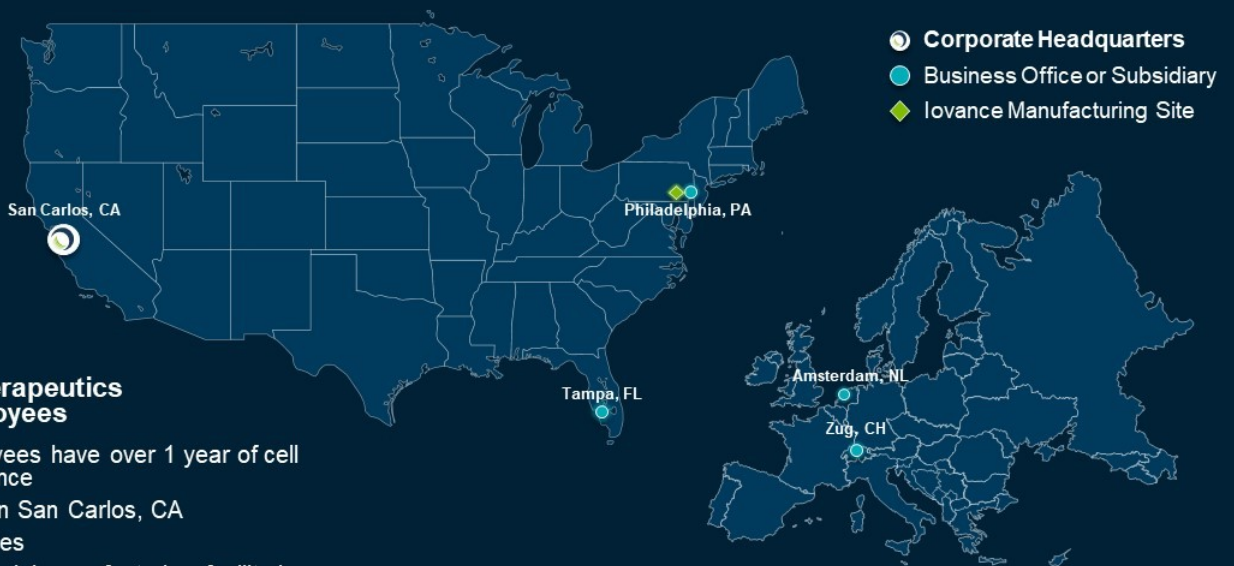 Corporate Headquarters
Business Office or Subsidiary
Iovance Manufacturing Site
San Carlos, CA
Philadelphia, PA
Tampa, FL
Amsterdam, NL
Zug, CH
erapeutics
oyees
yees have over 1 year of cell
nce
n San Carlos, CA
es